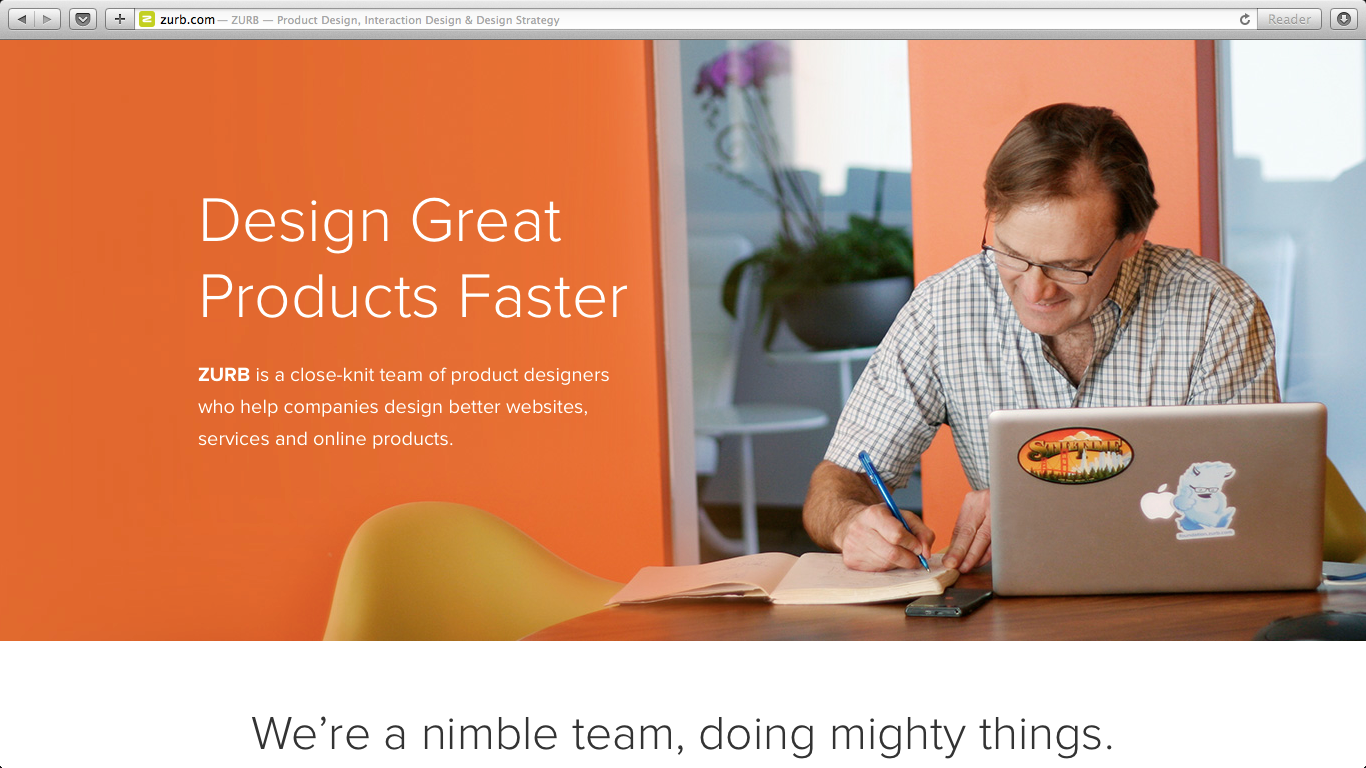 zurb.com — ZURB — Product Design, Interaction Design & Design Strategy
Reader
Design Great
Products Faster
ZURB is a close-knit team of product designers
who help companies design better websites,
services and online products.
We’re a nimble team, doing mighty things.